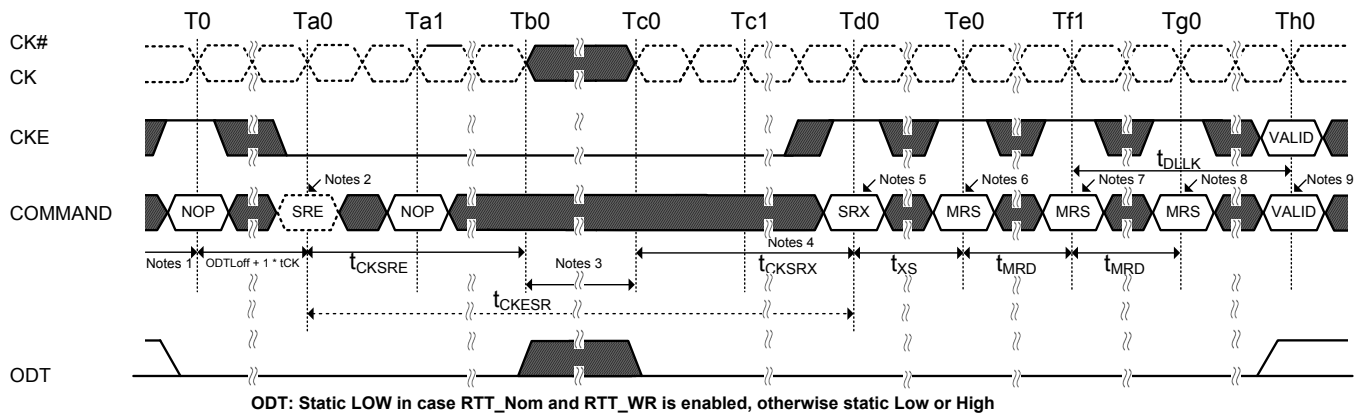 T0 Ta0 Ta1 Tb0 Tc0 Tc1 Td0 Te0 Tf1 Tg0 Th0
CK#
CK
CKE
VALID
tDLLK
Notes 2
Notes 5
Notes 6
Notes 7
Notes 8
Notes 9
COMMAND
NOP
SRE
NOP
SRX
MRS
MRS
MRS
VALID
Notes 1
ODTLoff + 1 * tCK
tCKSRE
Notes 3
Notes 4
tCKSRX
tXS
tMRD
tMRD
tCKESR
ODT
ODT: Static LOW in case RTT_Nom and RTT_WR is enabled, otherwise static Low or High